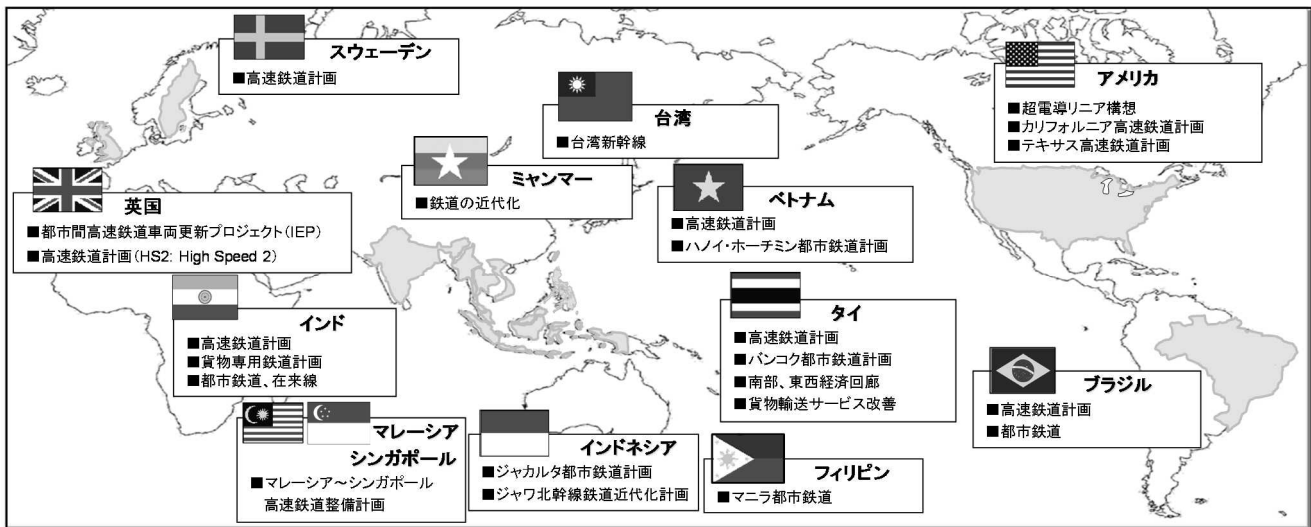 スウェーデン
■高速鉄道計画
台湾
■台湾新幹線
アメリカ
■超電導リニア構想
■カリフォルニア高速鉄道計画
■テキサス高速鉄道計画
英国
■都市間高速鉄道車両更新プロジェクト(IEP)
■高速鉄道計画(HS2: High Speed 2)
ミャンマー
■鉄道の近代化
ベトナム
■高速鉄道計画
■ハノイ・ホーチミン都市鉄道計画
インド
■高速鉄道計画
■貨物専用鉄道計画
■都市鉄道、在来線
タイ
■高速鉄道計画
■バンコク都市鉄道計画
■南部、東西経済回廊
■貨物輸送サービス改善
ブラジル
■高速鉄道計画
■都市鉄道
マレーシア
シンガポール
■マレーシア～シンガポール
高速鉄道整備計画
インドネシア
■ジャカルタ都市鉄道計画
■ジャワ北幹線鉄道近代化計画
フィリピン
■マニラ都市鉄道